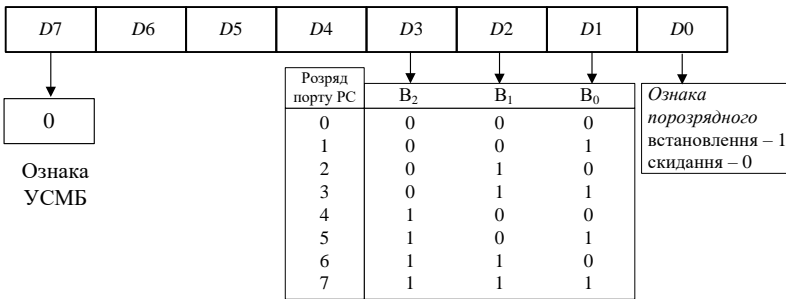 D7 D6 D5 D4 D3 D2 D1 D0
0
Ознака
УСМБ
Розряд
порту РС B₂ B₁ B₀
0 0 0 0
1 0 0 1
2 0 1 0
3 0 1 1
4 1 0 0
5 1 0 1
6 1 1 0
7 1 1 1
Ознака
порозрядного
встановлення – 1
скидання – 0